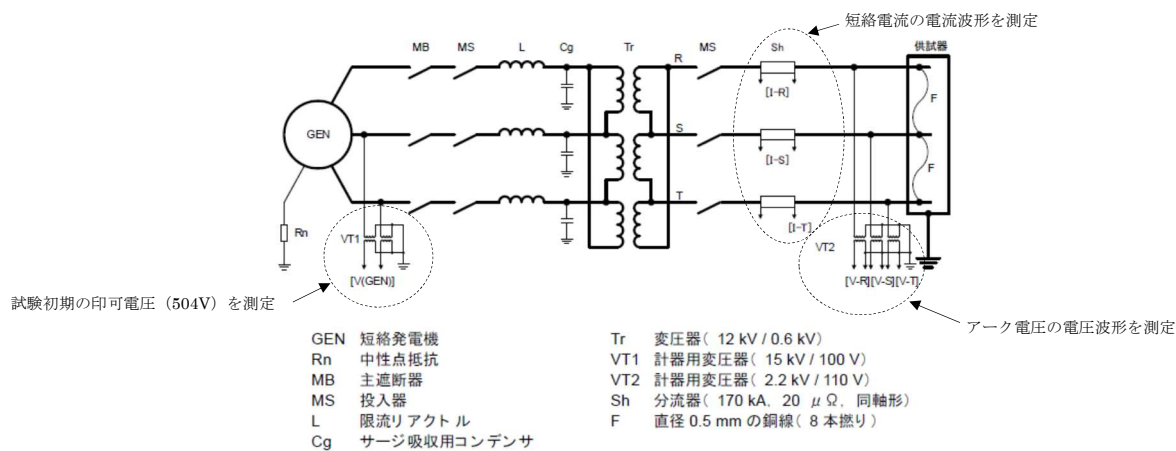 短絡電流の電流波形を測定
MB MS L Cg Tr MS Sh 供試器
R
[I-R]
F
GEN
S
[I-S]
F
T
[I-T]
Rn
VT1
VT2
[V(GEN)]
[V-R][V-S][V-T]
試験初期の印可電圧（504V）を測定
アーク電圧の電圧波形を測定
GEN 短絡発電機
Rn 中性点抵抗
MB 主遮断器
MS 投入器
L 限流リアクトル
Cg サージ吸収用コンデンサ
Tr 変圧器( 12 kV / 0.6 kV)
VT1 計器用変圧器( 15 kV / 100 V)
VT2 計器用変圧器( 2.2 kV / 110 V)
Sh 分流器( 170 kA, 20 μΩ, 同軸形)
F 直径 0.5 mm の銅線( 8 本撚り)